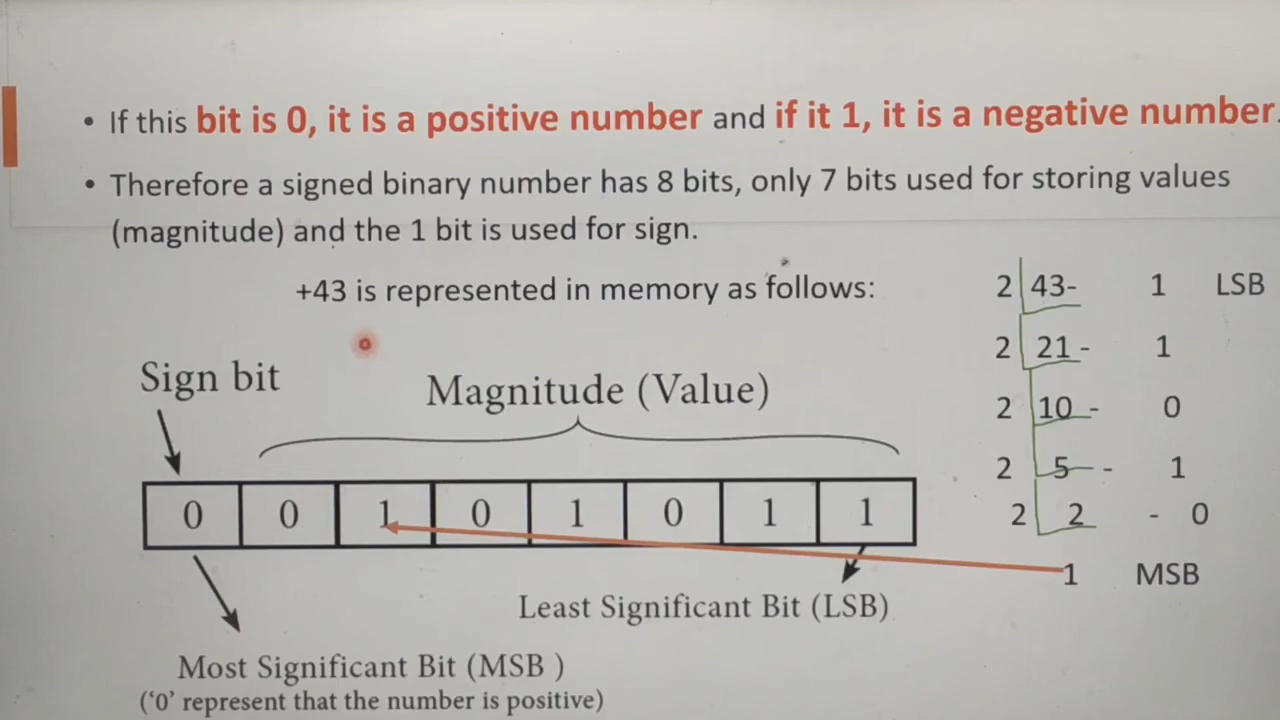 • If this bit is 0, it is a positive number and if it 1, it is a negative number.
• Therefore a signed binary number has 8 bits, only 7 bits used for storing values
(magnitude) and the 1 bit is used for sign.
+43 is represented in memory as follows:
Sign bit
Magnitude (Value)
0 0 1 0 1 0 1 1
Least Significant Bit (LSB)
Most Significant Bit (MSB )
(‘0’ represent that the number is positive)
2 43- 1 LSB
2 21 - 1
2 10 - 0
2 5 - 1
2 2 - 0
1 MSB